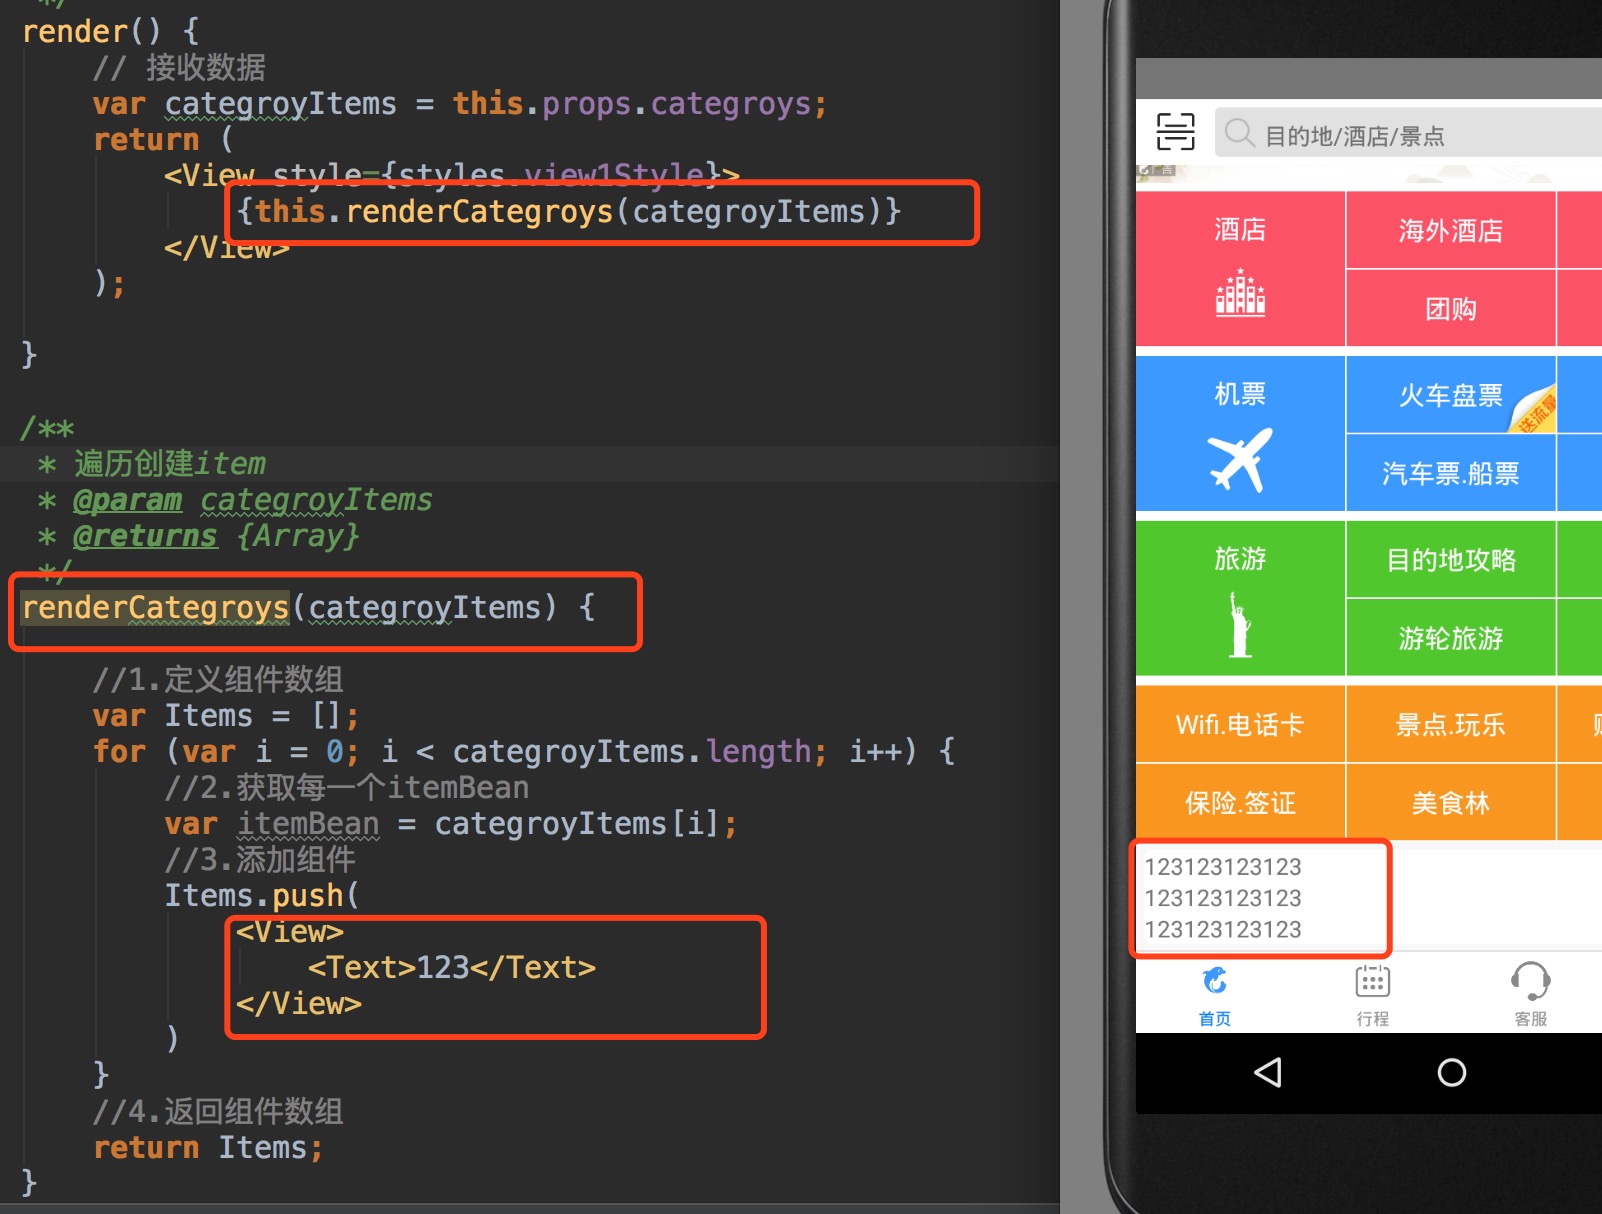 */
render() {
// 接收数据
var categroyItems = this.props.categroys;
return (
<View style={styles.view1Style}>
{this.renderCategroys(categroyItems)}
</View>
);
}
/**
* 遍历创建item
* @param categroyItems
* @returns {Array}
*/
renderCategroys(categroyItems) {
//1.定义组件数组
var Items = [];
for (var i = 0; i < categroyItems.length; i++) {
//2.获取每一个itemBean
var itemBean = categroyItems[i];
//3.添加组件
Items.push(
<View>
<Text>123</Text>
</View>
)
}
//4.返回组件数组
return Items;
}
目的地/酒店/景点
酒店
海外酒店
团购
机票
火车盘票
送流量
汽车票.船票
旅游
目的地攻略
游轮旅游
Wifi.电话卡
景点.玩乐
保险.签证
美食林
123123123123
123123123123
123123123123
首页
行程
客服